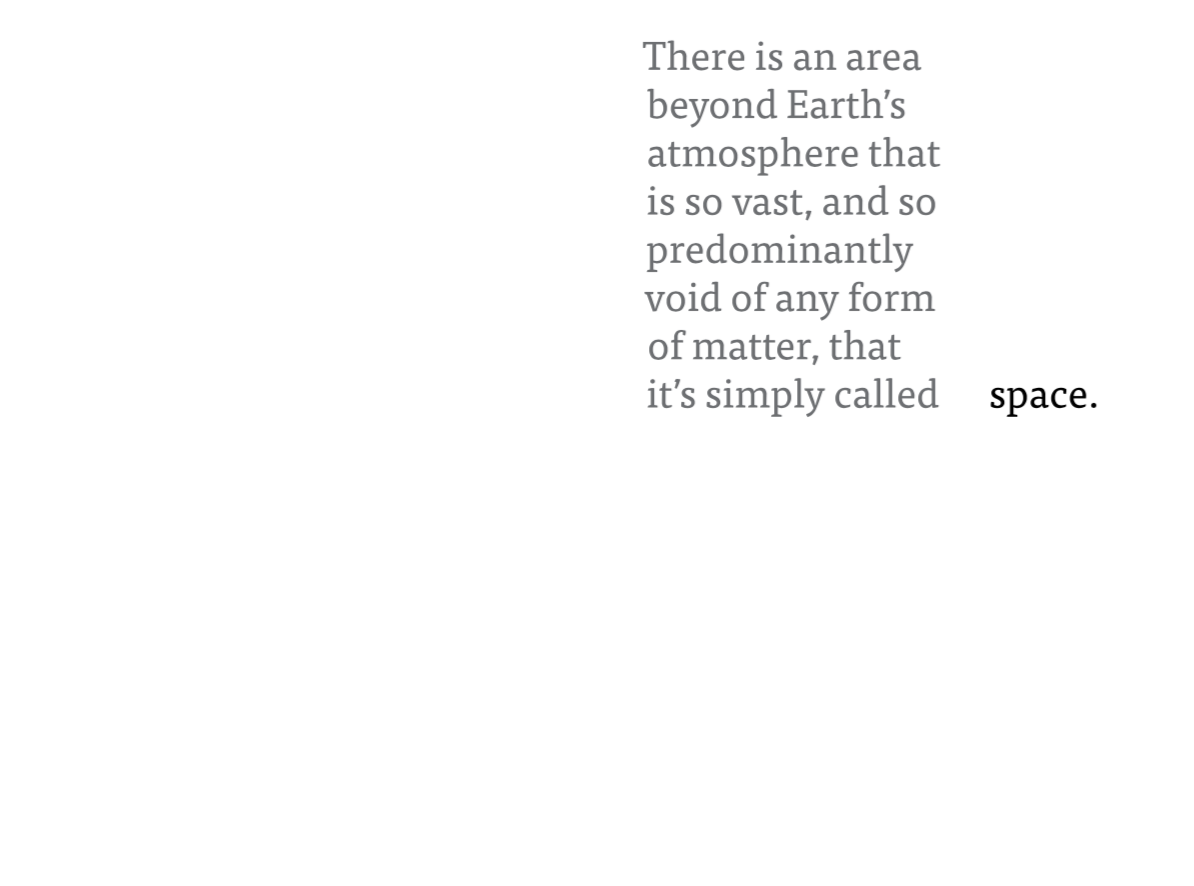 There is an area
beyond Earth’s
atmosphere that
is so vast, and so
predominantly
void of any form
of matter, that
it’s simply called space.